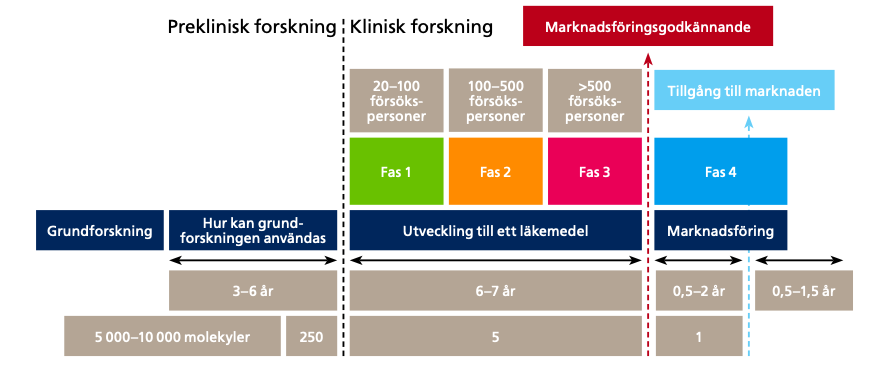 Preklinisk forskning
Klinisk forskning
Marknadsföringsgodkännande
20–100
försöks-
personer
100–500
försöks-
personer
>500
försöks-
personer
Tillgång till marknaden
Fas 1
Fas 2
Fas 3
Fas 4
Grundforskning
Hur kan grund-
forskningen användas
Utveckling till ett läkemedel
Marknadsföring
3–6 år
6–7 år
0,5–2 år
0,5–1,5 år
5 000–10 000 molekyler
250
5
1